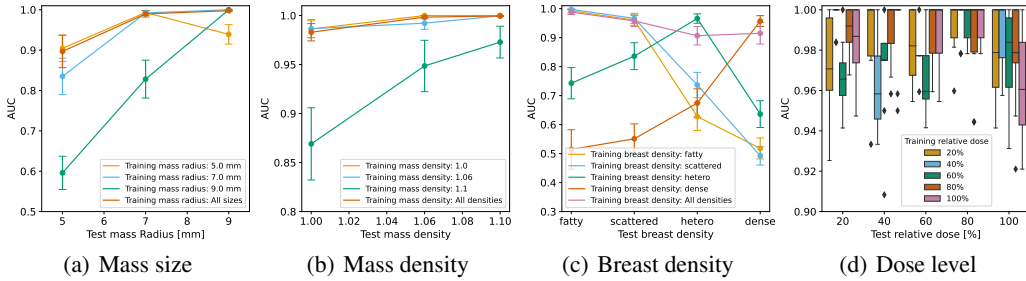 AUC
1.0
0.9
0.8
0.7
0.6
0.5
5
7
9
Test mass Radius [mm]
Training mass radius: 5.0 mm
Training mass radius: 7.0 mm
Training mass radius: 9.0 mm
Training mass radius: All sizes
(a) Mass size
AUC
1.0
0.95
0.9
0.85
0.8
1.00
1.02
1.04
1.06
1.08
1.10
Test mass density
Training mass density: 1.0
Training mass density: 1.06
Training mass density: 1.1
Training mass density: All densities
(b) Mass density
AUC
1.0
0.9
0.8
0.7
0.6
0.5
0.4
0.3
fatty
scattered
hetero
dense
Test breast density
Training breast density: fatty
Training breast density: scattered
Training breast density: hetero
Training breast density: dense
Training breast density: All densities
(c) Breast density
AUC
1.00
0.98
0.96
0.94
0.92
0.90
20
40
60
80
100
Test relative dose [%]
Training relative dose
20%
40%
60%
80%
100%
(d) Dose level